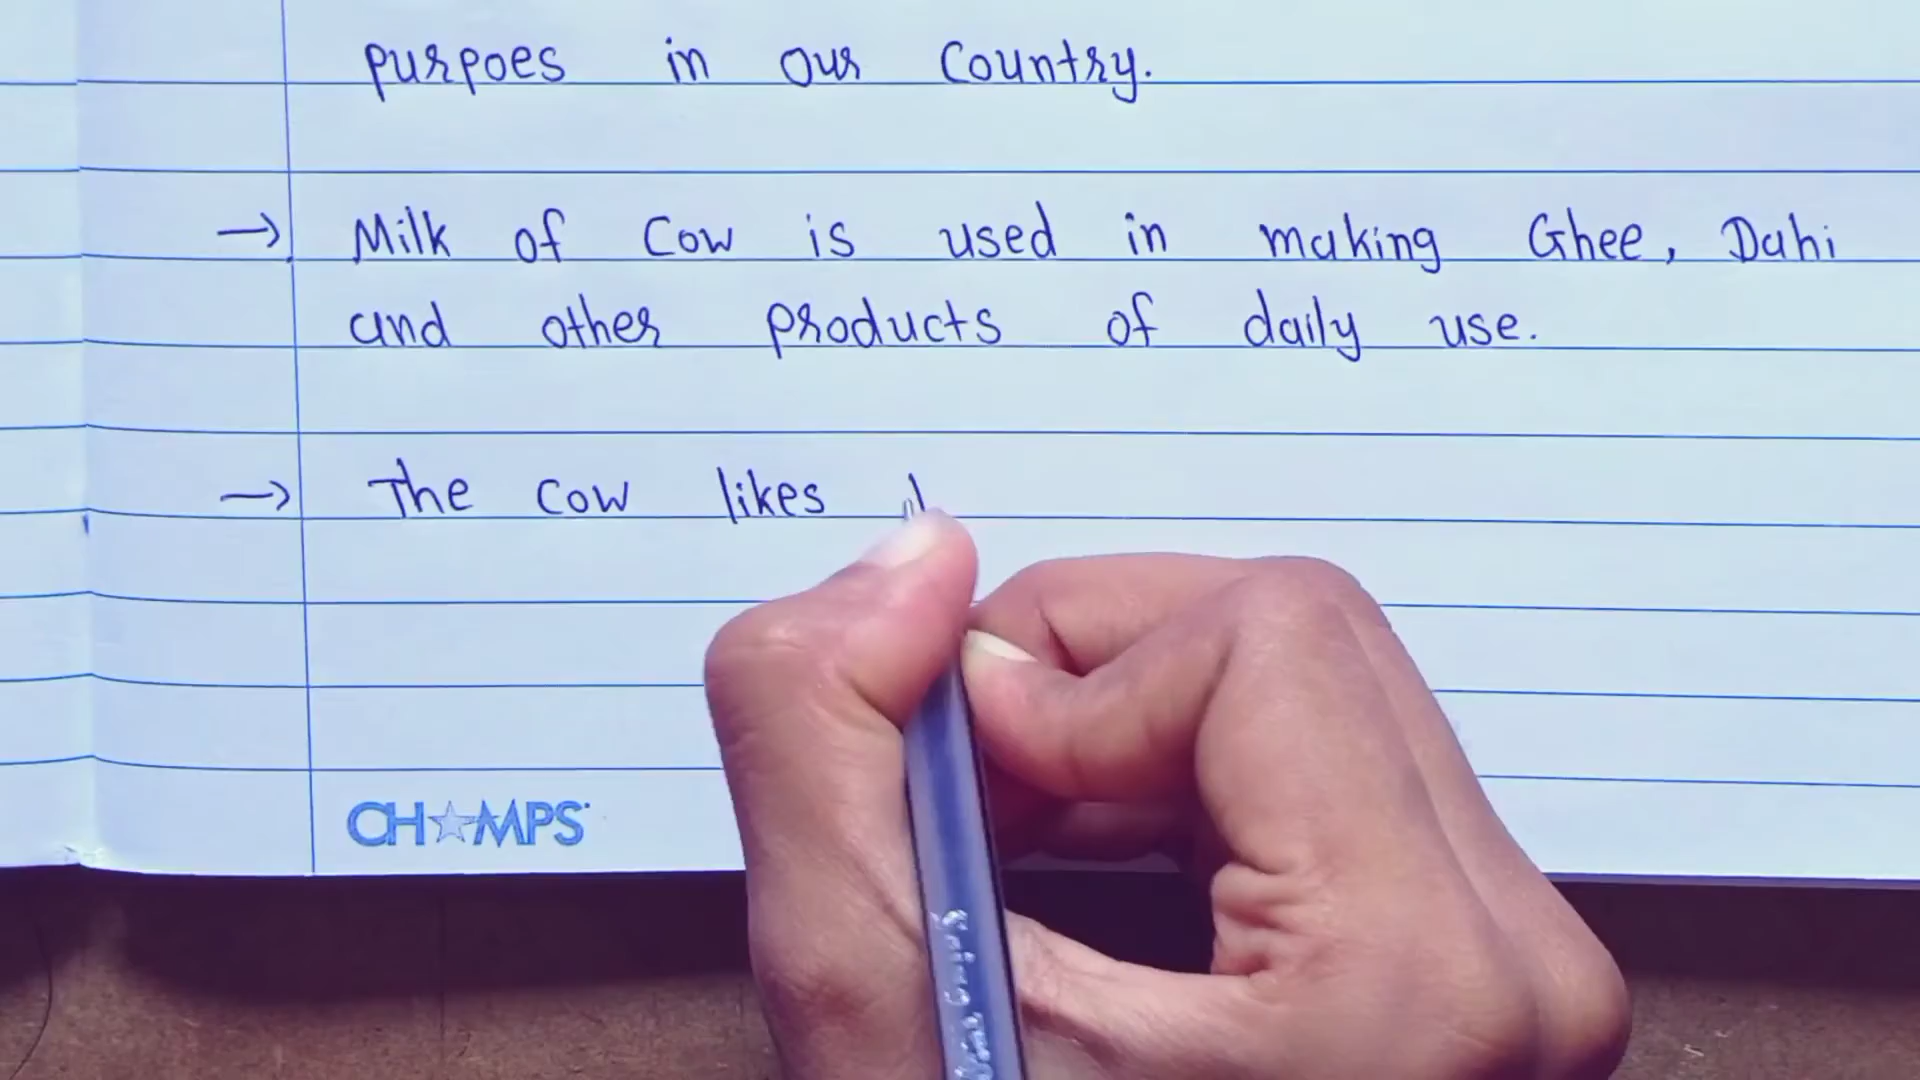 purpoes in our Country.
→ Milk of Cow is used in making Ghee, Dahi
and other products of daily use.
→ The Cow likes
CHAMPS